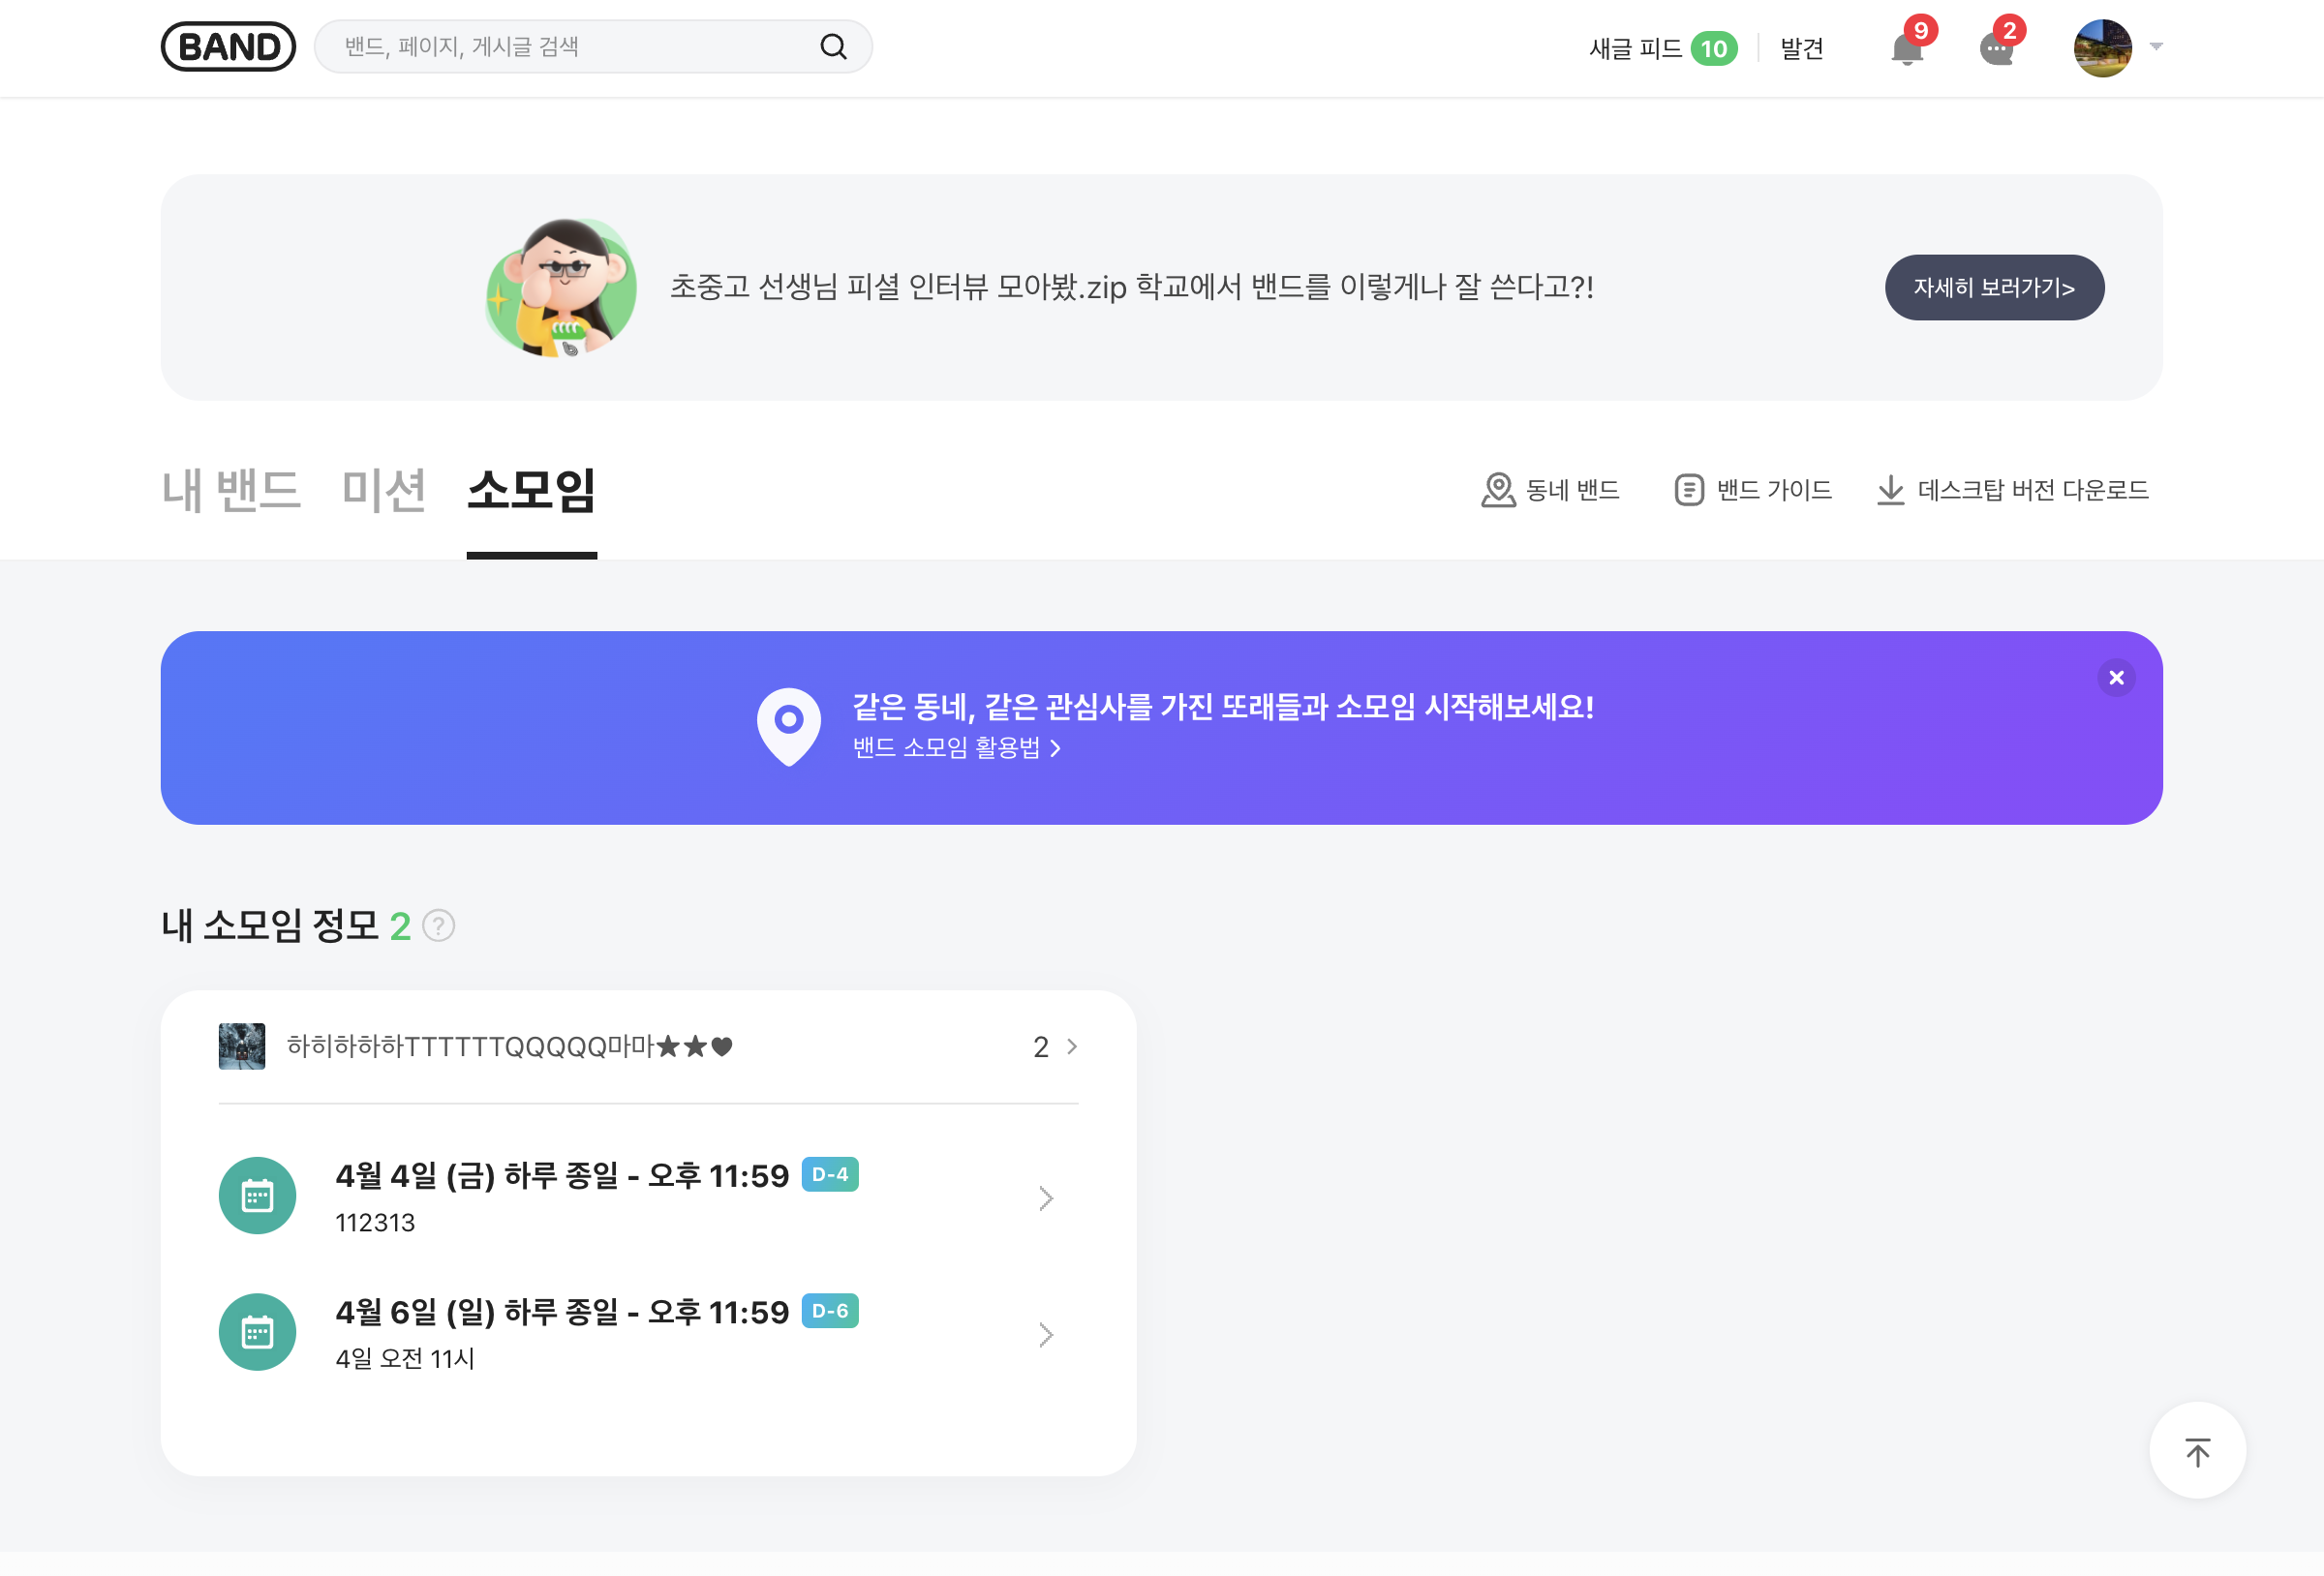 BAND
밴드, 페이지, 게시글 검색
새글 피드 10
발견
9
2
초중고 선생님 피셜 인터뷰 모아봤.zip 학교에서 밴드를 이렇게나 잘 쓴다고?!
자세히 보러가기>
내 밴드
미션
소모임
동네 밴드
밴드 가이드
데스크탑 버전 다운로드
같은 동네, 같은 관심사를 가진 또래들과 소모임 시작해보세요!
밴드 소모임 활용법
내 소모임 정모 2 ?
하히하하하TTTTTTQQQQQ마마★★♥ 2
4월 4일 (금) 하루 종일 - 오후 11:59 D-4
112313
4월 6일 (일) 하루 종일 - 오후 11:59 D-6
4일 오전 11시